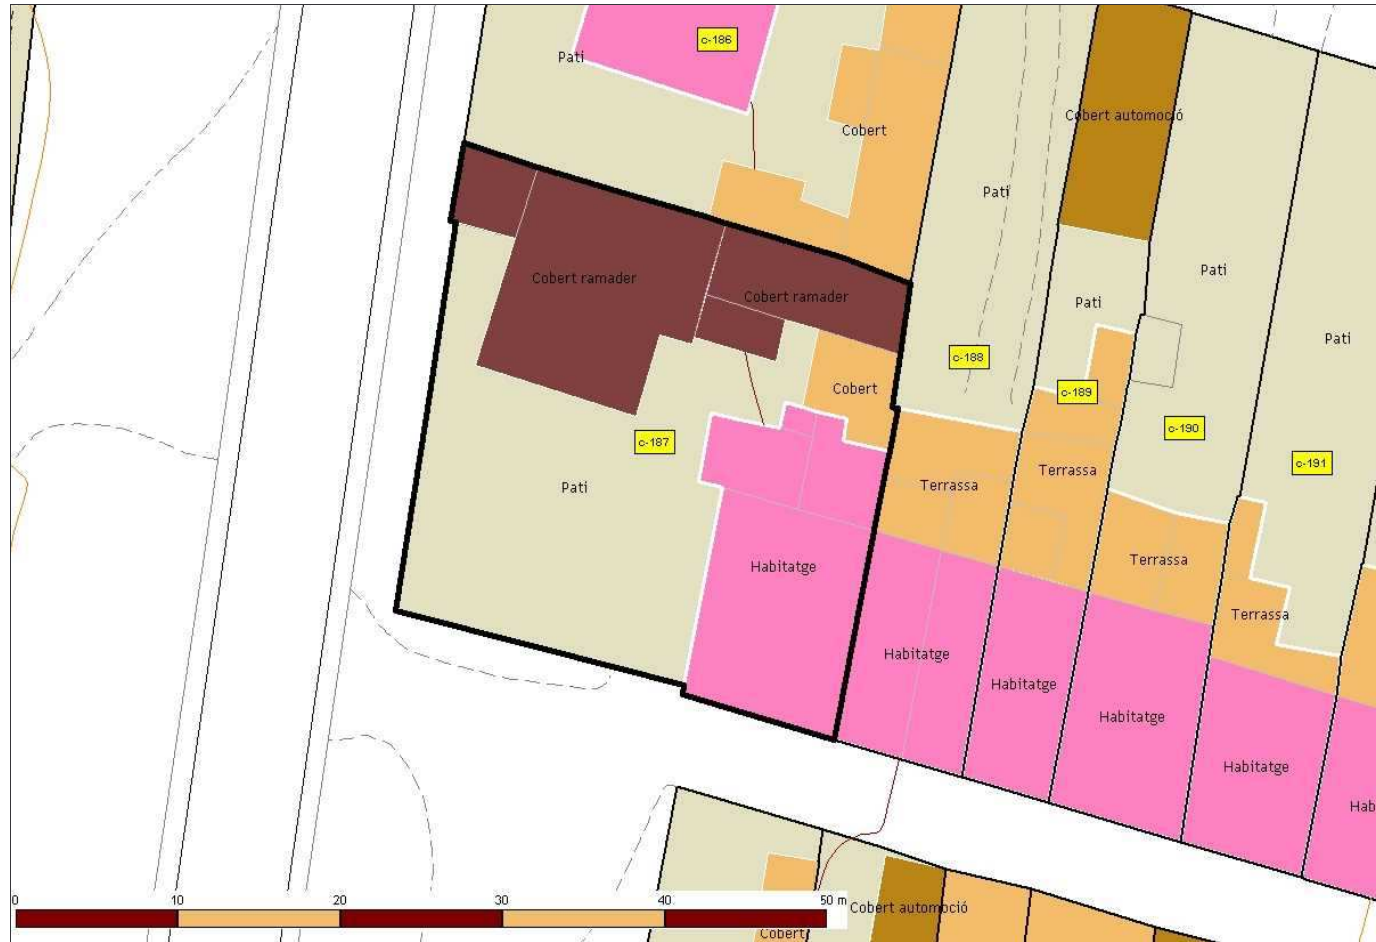 c-186
Pati
Cobert automoció
Cobert
Pati
Pati
Cobert ramader
Cobert ramader
Pati
Pati
c-188
Cobert
c-189
c-190
c-187
c-191
Terrassa
Terrassa
Pati
Terrassa
Habitatge
Terrassa
Habitatge
Habitatge
Habitatge
Habitatge
Hab
0 10 20 30 40 50 m
Cobert automoció
Cobert